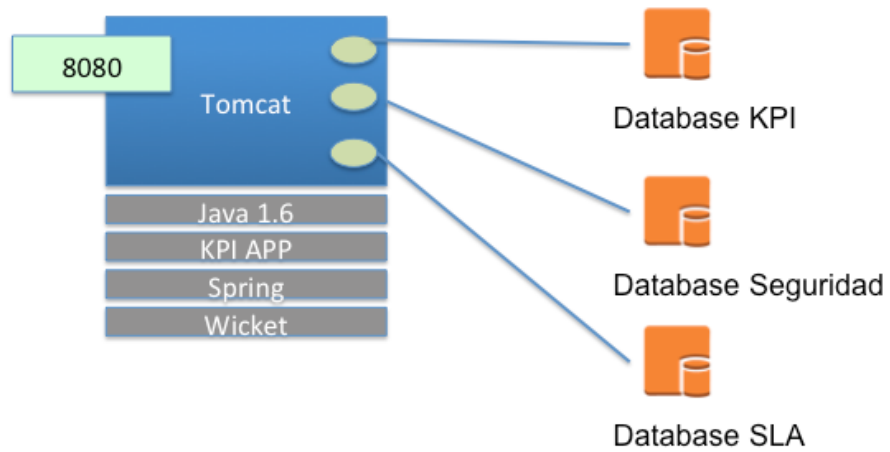 8080
Tomcat
Java 1.6
KPI APP
Spring
Wicket
Database KPI
Database Seguridad
Database SLA